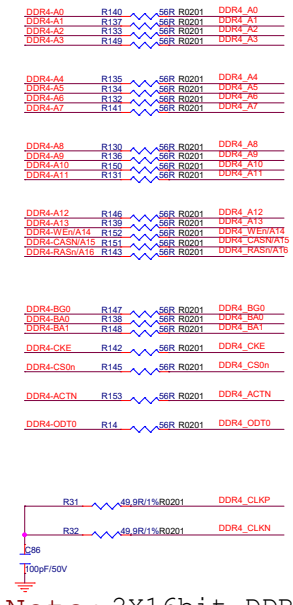 DDR4-A0 R140 56R R0201 DDR4_A0
DDR4-A1 R137 56R R0201 DDR4_A1
DDR4-A2 R133 56R R0201 DDR4_A2
DDR4-A3 R149 56R R0201 DDR4_A3
DDR4-A4 R135 56R R0201 DDR4_A4
DDR4-A5 R134 56R R0201 DDR4_A5
DDR4-A6 R132 56R R0201 DDR4_A6
DDR4-A7 R141 56R R0201 DDR4_A7
DDR4-A8 R130 56R R0201 DDR4_A8
DDR4-A9 R136 56R R0201 DDR4_A9
DDR4-A10 R150 56R R0201 DDR4_A10
DDR4-A11 R131 56R R0201 DDR4_A11
DDR4-A12 R146 56R R0201 DDR4_A12
DDR4-A13 R139 56R R0201 DDR4_A13
DDR4-WEn/A14 R152 56R R0201 DDR4_WEn/A14
DDR4-CASN/A15 R151 56R R0201 DDR4_CASN/A15
DDR4-RASn/A16 R143 56R R0201 DDR4_RASn/A16
DDR4-BG0 R147 56R R0201 DDR4_BG0
DDR4-BA0 R138 56R R0201 DDR4_BA0
DDR4-BA1 R148 56R R0201 DDR4_BA1
DDR4-CKE R142 56R R0201 DDR4_CKE
DDR4-CS0n R145 56R R0201 DDR4_CS0n
DDR4-ACTN R153 56R R0201 DDR4_ACTN
DDR4-ODT0 R14 56R R0201 DDR4_ODT0
R31 49,9R/1%R0201 DDR4_CLKP
R32 49,9R/1%R0201 DDR4_CLKN
C86
100pF/50V
Note: 2X16bit DDR